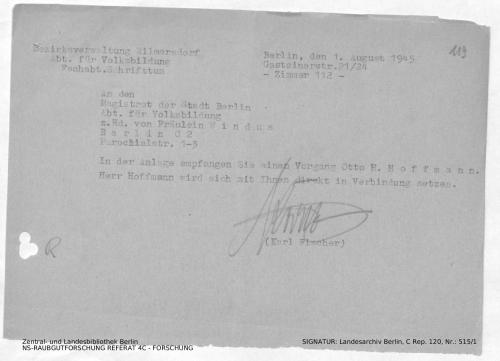 Bezirksverwaltung Wilmersdorf
Abt. für Volksbildung
Fachabt. Schrifttum
Berlin, den 1. August 1945
Gasteinerstr. 21/24
- Zimmer 112 -
119
An den
Magistrat der Stadt Berlin
Abt. für Volksbildung
z.Hd. von Fräulein W i n d u s
B e r l i n C 2
Parochialstr. 1-3
In der Anlage empfangen Sie einen Vorgang Otto H. H o f f m a n n.
Herr Hoffmann wird sich mit Ihnen direkt in Verbindung setzen.
(Karl Fischer)
R
Zentral- und Landesbibliothek Berlin
NS-RAUBGUTFORSCHUNG REFERAT 4C - FORSCHUNG
SIGNATUR: Landesarchiv Berlin, C Rep. 120, Nr.: 515/1